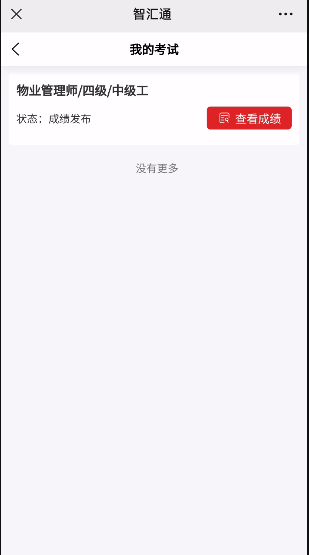 智汇通
我的考试
物业管理师/四级/中级工
状态：成绩发布
查看成绩
没有更多